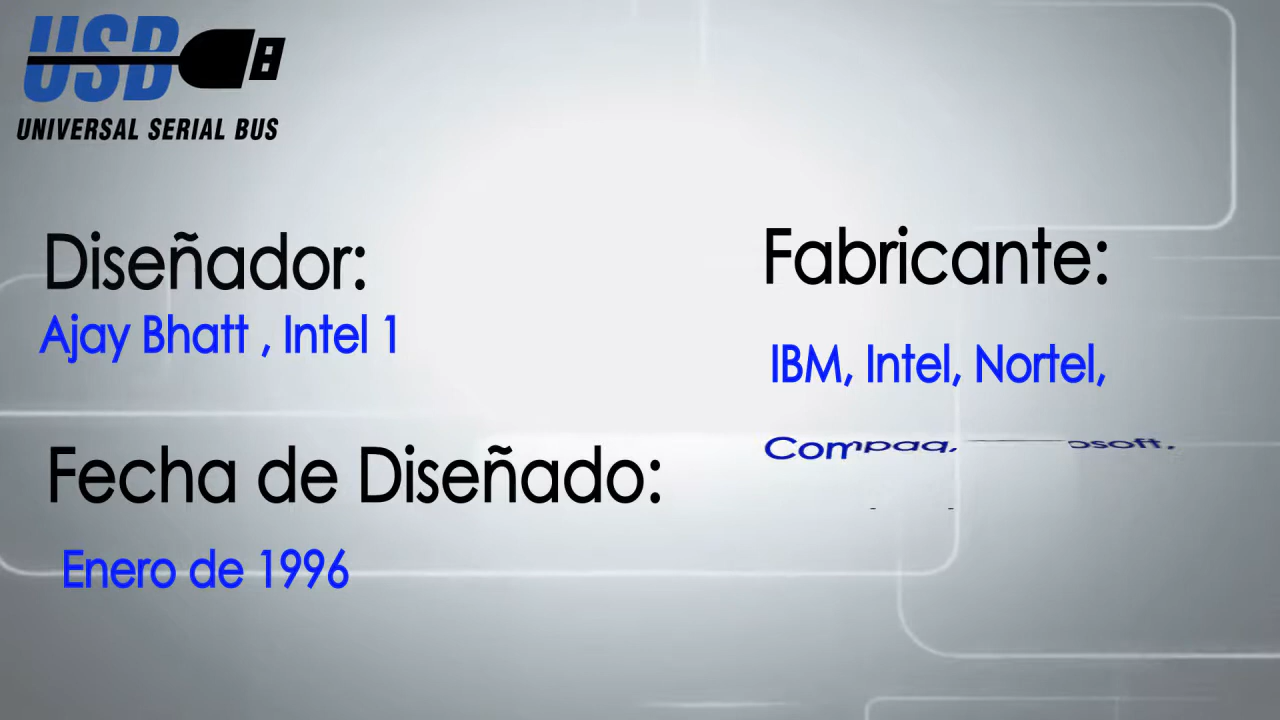 USB
UNIVERSAL SERIAL BUS
Diseñador:
Ajay Bhatt , Intel 1
Fecha de Diseñado:
Enero de 1996
Fabricante:
IBM, Intel, Nortel,
Compaq,